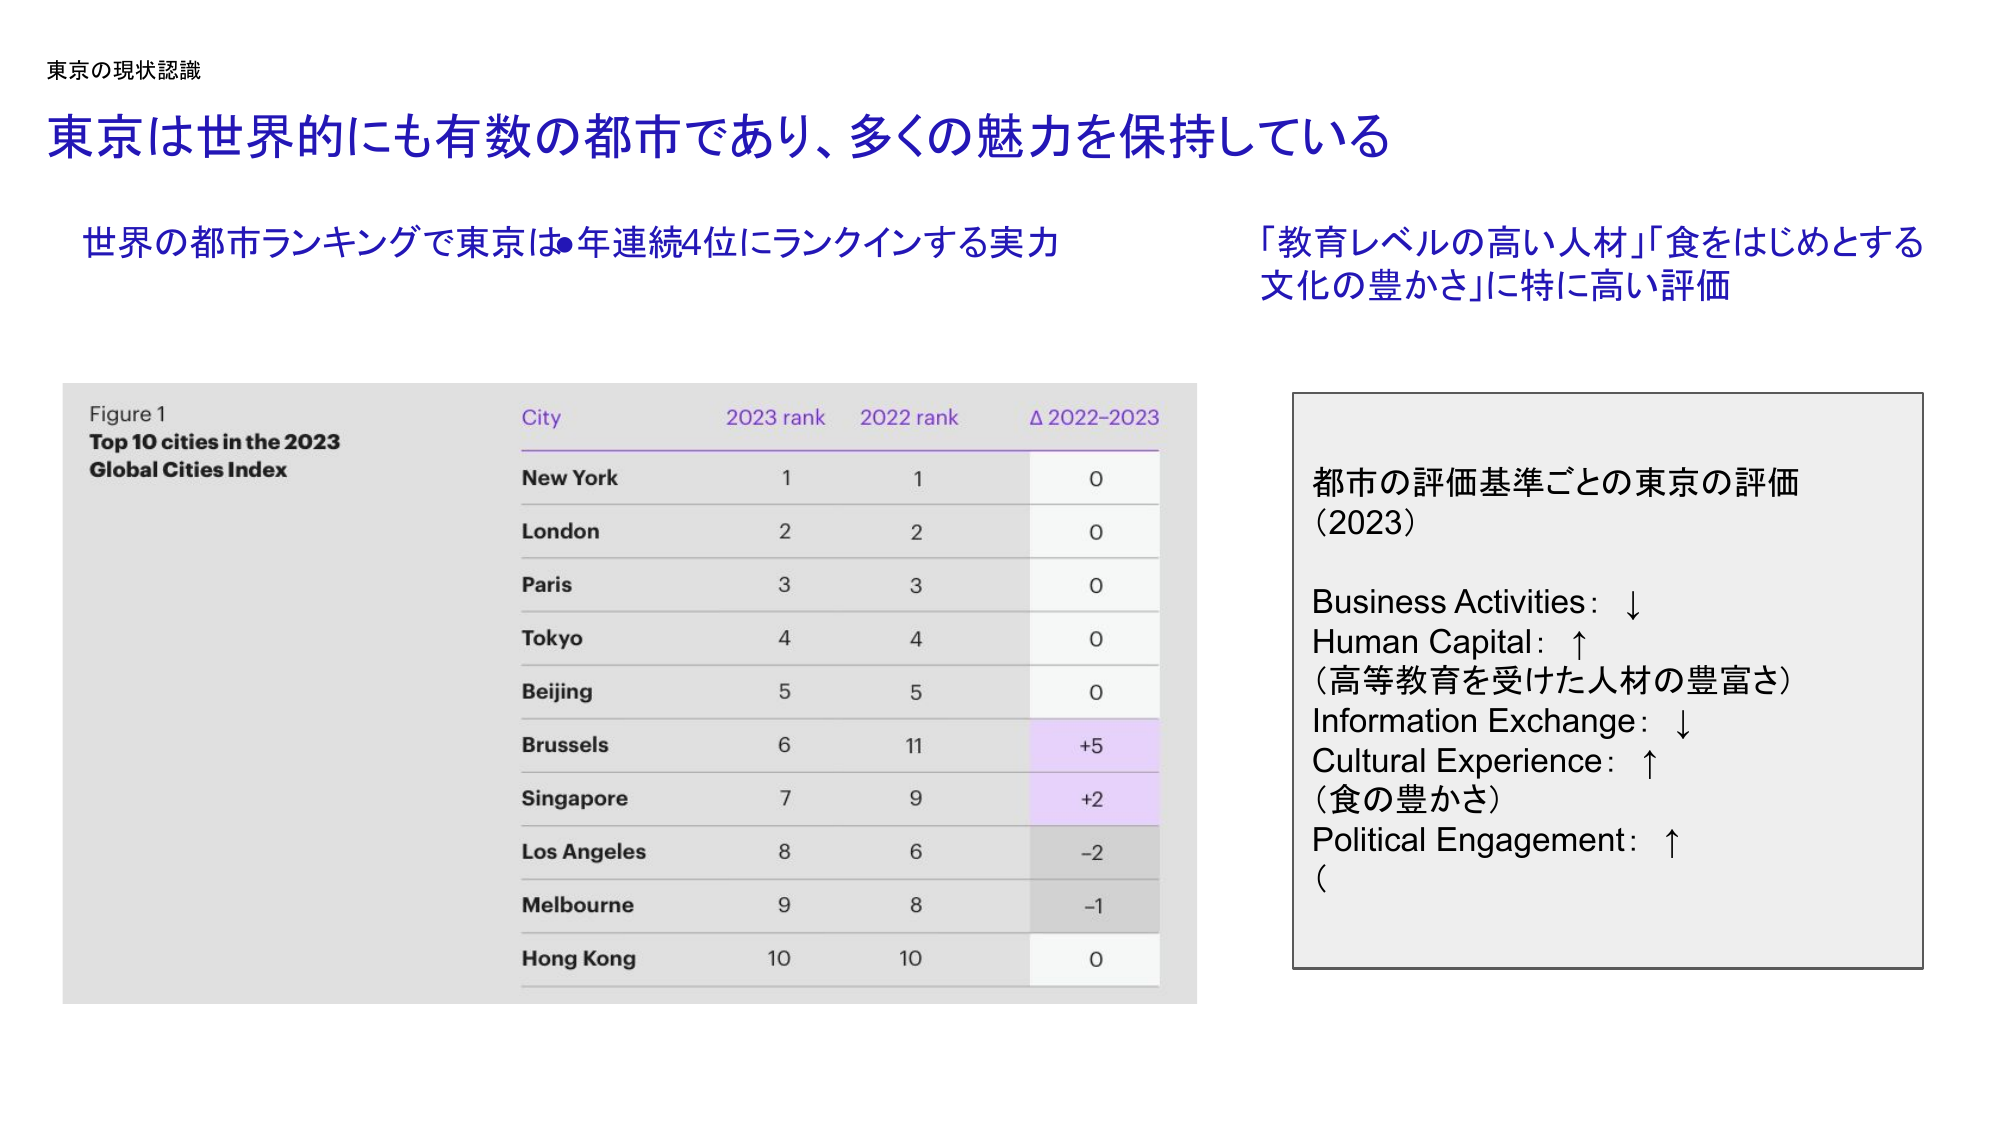 東京の現状認識
東京は世界的にも有数の都市であり、多くの魅力を保持している
世界の都市ランキングで東京は●年連続4位にランクインする実力
「教育レベルの高い人材」「食をはじめとする
文化の豊かさ」に特に高い評価
Figure 1
Top 10 cities in the 2023
Global Cities Index
City 2023 rank 2022 rank Δ 2022–2023
New York 1 1 0
London 2 2 0
Paris 3 3 0
Tokyo 4 4 0
Beijing 5 5 0
Brussels 6 11 +5
Singapore 7 9 +2
Los Angeles 8 6 –2
Melbourne 9 8 –1
Hong Kong 10 10 0
都市の評価基準ごとの東京の評価
（2023）
Business Activities： ↓
Human Capital： ↑
（高等教育を受けた人材の豊富さ）
Information Exchange： ↓
Cultural Experience： ↑
（食の豊かさ）
Political Engagement： ↑
（